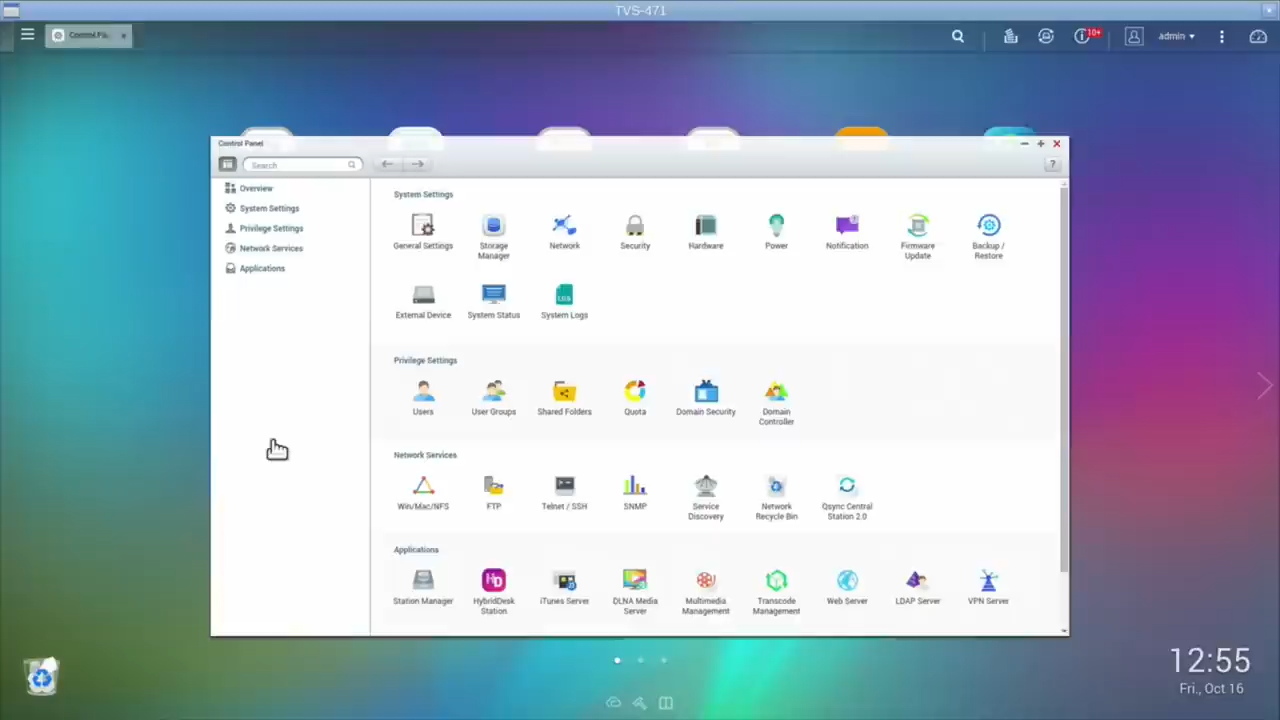 TVS-471
Control Pa...
10+
admin
Control Panel
Search
?
Overview
System Settings
Privilege Settings
Network Services
Applications
System Settings
General Settings
Storage Manager
Network
Security
Hardware
Power
Notification
Firmware Update
Backup / Restore
External Device
System Status
System Logs
Privilege Settings
Users
User Groups
Shared Folders
Quota
Domain Security
Domain Controller
Network Services
Win/Mac/NFS
FTP
Telnet / SSH
SNMP
Service Discovery
Network Recycle Bin
Qsync Central Station 2.0
Applications
HD
Station Manager
HybridDesk Station
iTunes Server
DLNA Media Server
Multimedia Management
Transcode Management
Web Server
LDAP Server
VPN Server
12:55
Fri., Oct 16